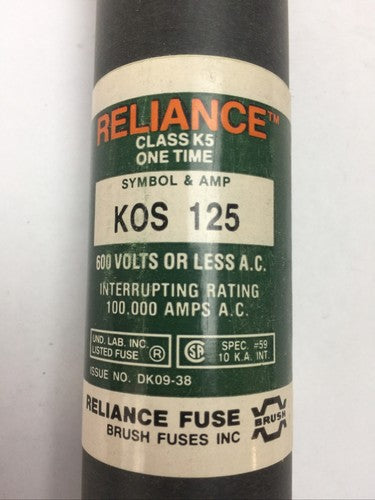 RELIANCE™
CLASS K5
ONE TIME
SYMBOL & AMP
KOS 125
600 VOLTS OR LESS A.C.
INTERRUPTING RATING
100.000 AMPS A.C.
UND. LAB. INC.
LISTED FUSE ®
SA SPEC. #59
10 K.A. INT.
ISSUE NO. DK09-38
RELIANCE FUSE BRUSH
BRUSH FUSES INC